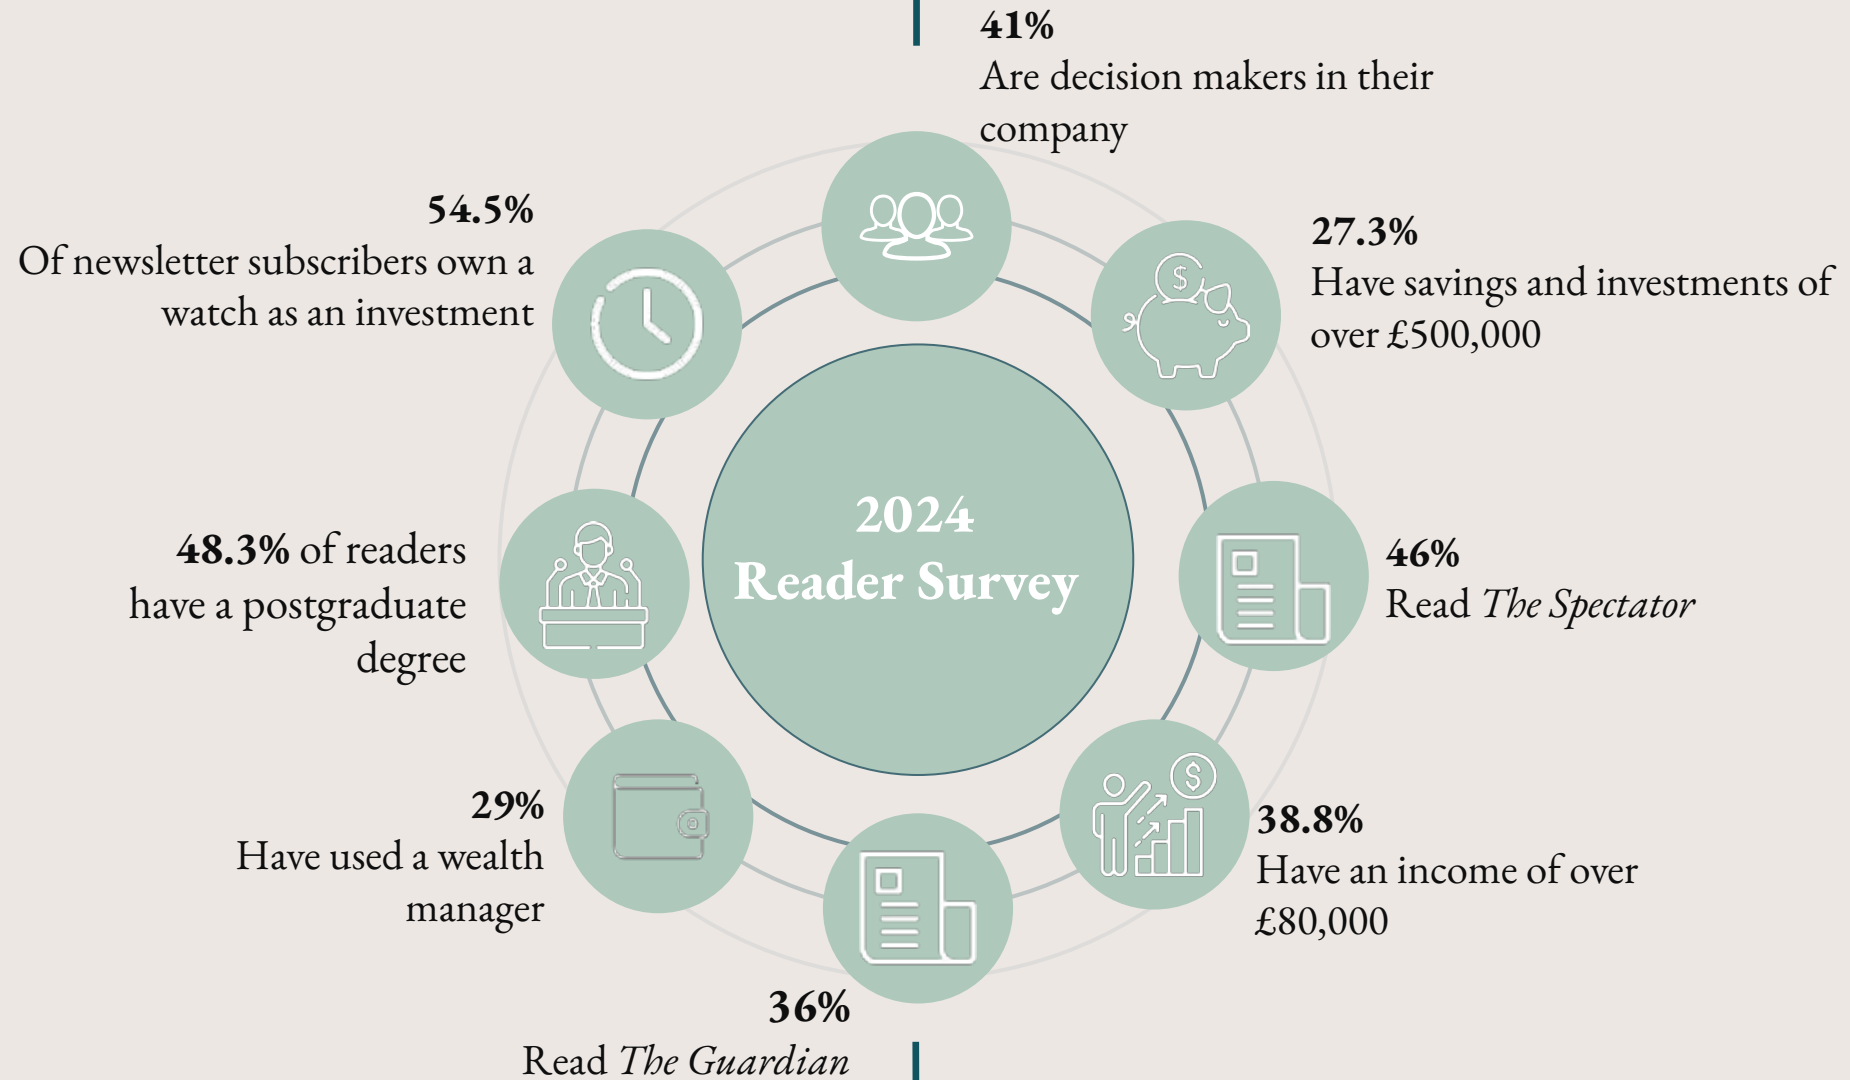 41%
Are decision makers in their
company
54.5%
Of newsletter subscribers own a
watch as an investment
27.3%
Have savings and investments of
over £500,000
2024
Reader Survey
48.3% of readers
have a postgraduate
degree
46%
Read The Spectator
29%
Have used a wealth
manager
38.8%
Have an income of over
£80,000
36%
Read The Guardian